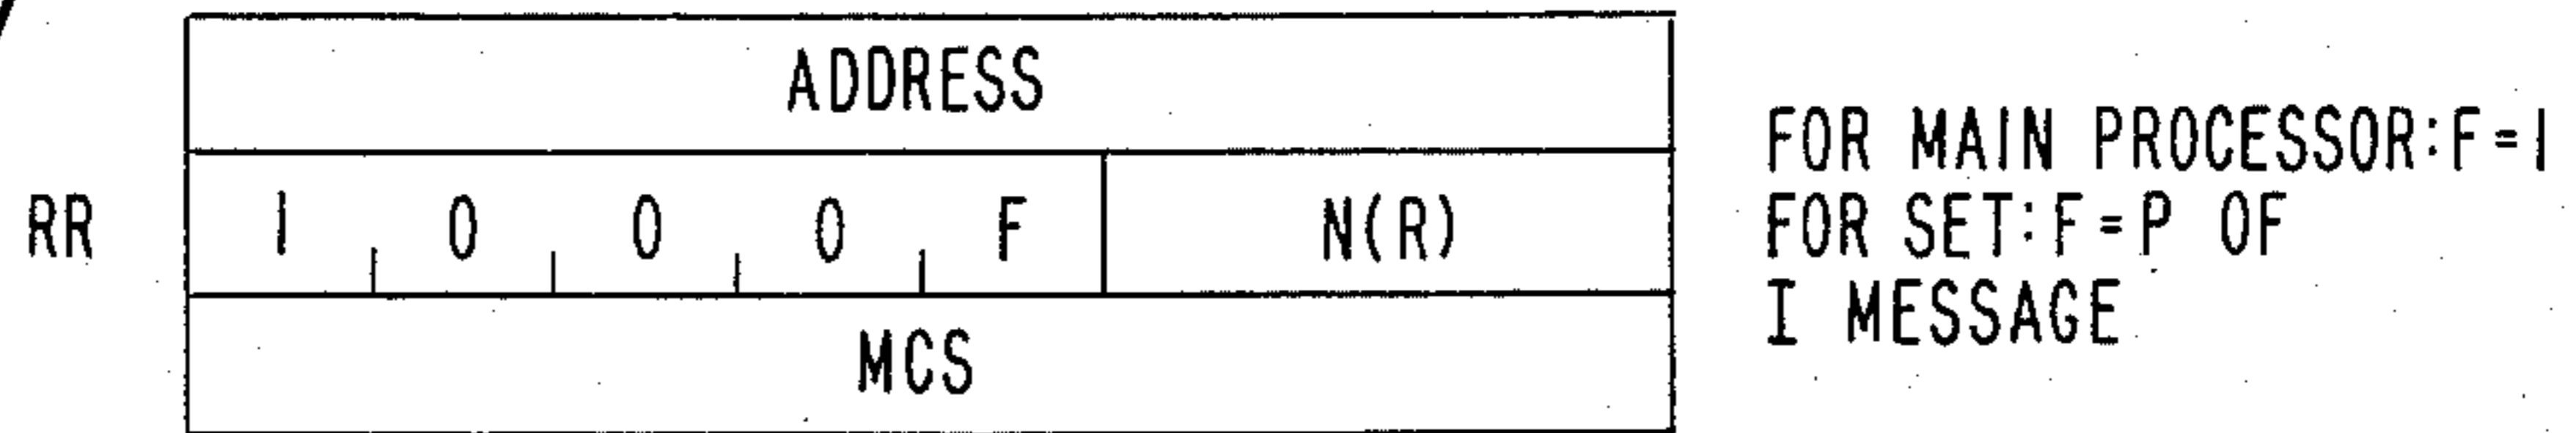 ADDRESS
RR 1 0 0 0 F N(R)
MCS
FOR MAIN PROCESSOR:F=1
FOR SET:F=P OF
I MESSAGE